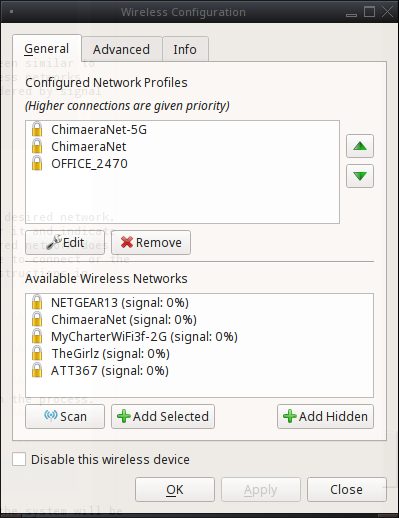 Wireless Configuration
General
Advanced
Info
Configured Network Profiles
(Higher connections are given priority)
ChimaeraNet-5G
ChimaeraNet
OFFICE_2470
Edit
Remove
Available Wireless Networks
NETGEAR13 (signal: 0%)
ChimaeraNet (signal: 0%)
MyCharterWiFi3f-2G (signal: 0%)
TheGirlz (signal: 0%)
ATT367 (signal: 0%)
Scan
Add Selected
Add Hidden
Disable this wireless device
OK
Apply
Close